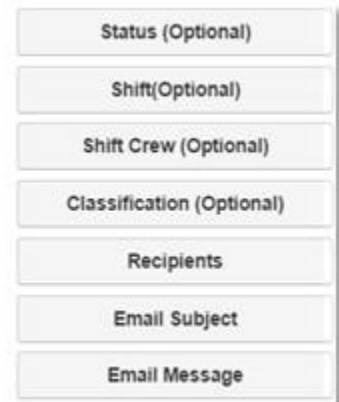 Status (Optional)
Shift(Optional)
Shift Crew (Optional)
Classification (Optional)
Recipients
Email Subject
Email Message